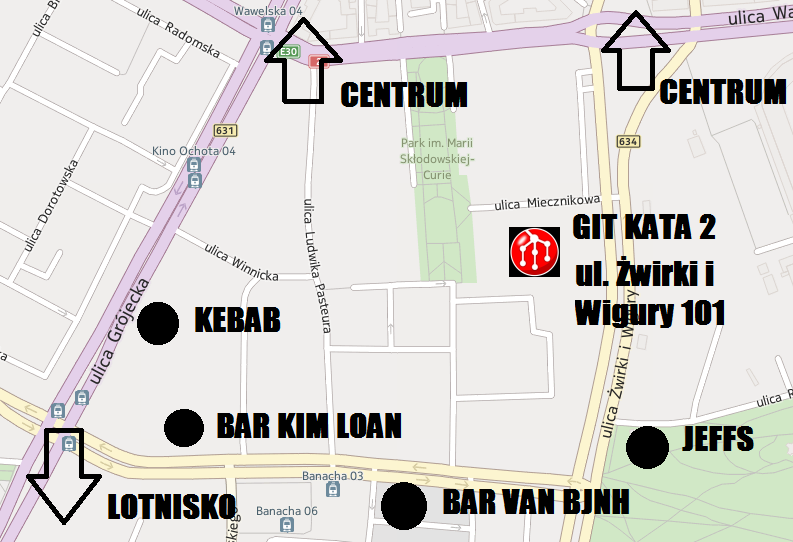 Wawelska 04
ulica Radomska
ulica Wa
E30
CENTRUM
CENTRUM
631
634
Kino Ochota 04
Park im. Marii
Skłodowskiej-
Curie
ulica Dorotowska
ulica Miecznikowa
ulica Ludwika Pasteura
GIT KATA 2
ul. Żwirki i
Wigury 101
ulica Winnicka
ulica Grójecka
KEBAB
ulica Żwirki i Wigury
BAR KIM LOAN
JEFFS
Banacha 03
LOTNISKO
BAR VAN BJNH
Banacha 06
skiego